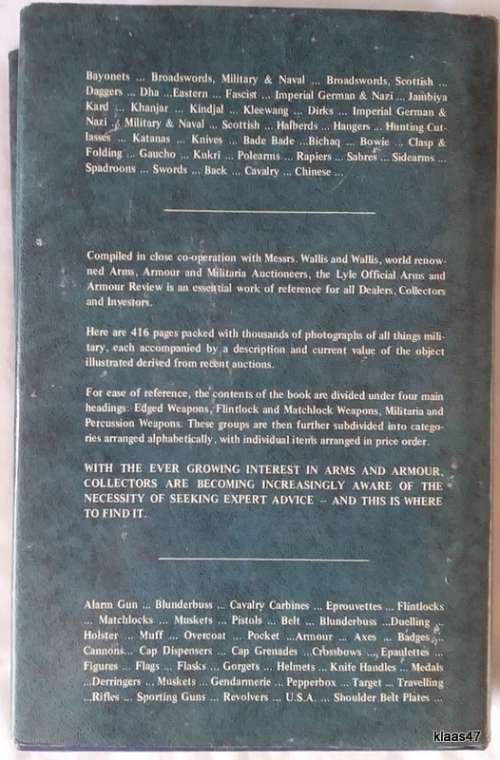 Bayonets ... Broadswords, Military & Naval ... Broadswords, Scottish ...
Daggers ... Dha ...Eastern ... Fascist ... Imperial German & Nazi ... Jambiya
Kard ... Khanjar ... Kindjal ... Kleewang ... Dirks ... Imperial German &
Nazi ... Military & Naval ... Scottish ... Halberds ... Hangers ... Hunting Cut-
lasses ... Katanas ... Knives ... Bade Bade ...Bichaq ... Bowie ... Clasp &
Folding ... Gaucho ... Kukri ... Polearms ... Rapiers ... Sabres ... Sidearms ...
Spadroons ... Swords ... Back ... Cavalry ... Chinese ...
Compiled in close co-operation with Messrs. Wallis and Wallis, world renow-
ned Arms, Armour and Militaria Auctioneers, the Lyle Official Arms and
Armour Review is an essential work of reference for all Dealers, Collectors
and Investors.
Here are 416 pages packed with thousands of photographs of all things mili-
tary, each accompanied by a description and current value of the object
illustrated derived from recent auctions.
For ease of reference, the contents of the book are divided under four main
headings: Edged Weapons, Flintlock and Matchlock Weapons, Militaria and
Percussion Weapons. These groups are then further subdivided into catego-
ries arranged alphabetically, with individual items arranged in price order.
WITH THE EVER GROWING INTEREST IN ARMS AND ARMOUR,
COLLECTORS ARE BECOMING INCREASINGLY AWARE OF THE
NECESSITY OF SEEKING EXPERT ADVICE – AND THIS IS WHERE
TO FIND IT.
Alarm Gun ... Blunderbuss ... Cavalry Carbines ... Eprouvettes ... Flintlocks
... Matchlocks ... Muskets ... Pistols ... Belt ... Blunderbuss ...Duelling ...
Holster ... Muff ... Overcoat ... Pocket ...Armour ... Axes ... Badges ...
Cannons... Cap Dispensers ... Cap Grenades ...Crossbows ... Epaulettes ...
Figures ... Flags ... Flasks ... Gorgets ... Helmets ... Knife Handles ... Medals
...Derringers ... Muskets ... Gendarmerie ... Pepperbox ... Target ... Travelling
...Rifles ... Sporting Guns ... Revolvers ... U.S.A. ... Shoulder Belt Plates ...
klaas47